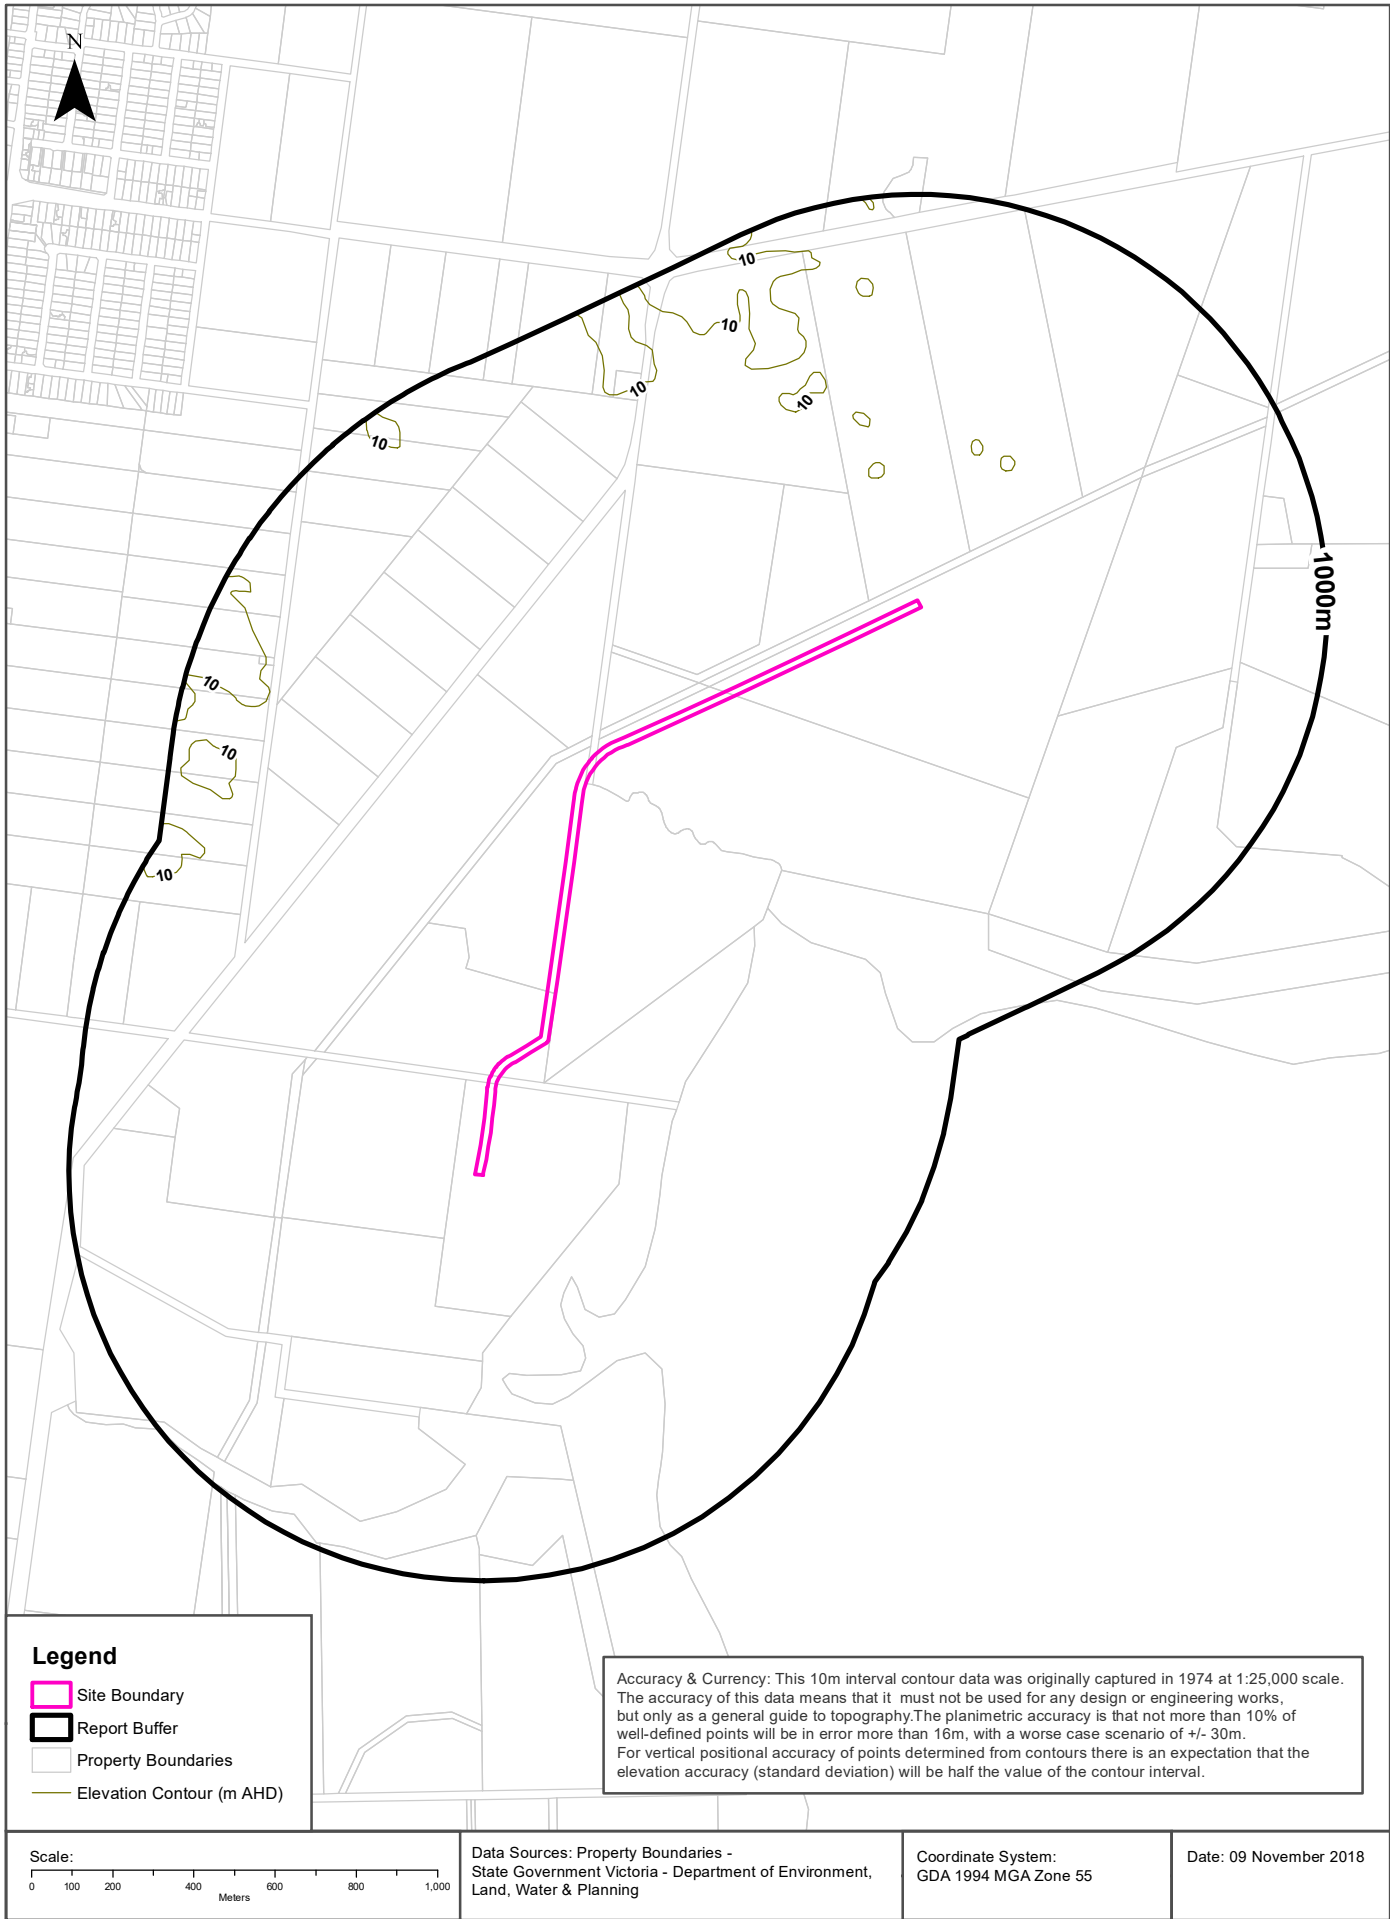 N
10
10
10
10
10
10
10
10
1000m
Legend
Site Boundary
Report Buffer
Property Boundaries
Elevation Contour (m AHD)
Accuracy & Currency: This 10m interval contour data was originally captured in 1974 at 1:25,000 scale.
The accuracy of this data means that it must not be used for any design or engineering works,
but only as a general guide to topography.The planimetric accuracy is that not more than 10% of
well-defined points will be in error more than 16m, with a worse case scenario of +/- 30m.
For vertical positional accuracy of points determined from contours there is an expectation that the
elevation accuracy (standard deviation) will be half the value of the contour interval.
Scale:
0 100 200 400 600 800 1,000
Meters
Data Sources: Property Boundaries -
State Government Victoria - Department of Environment,
Land, Water & Planning
Coordinate System:
GDA 1994 MGA Zone 55
Date: 09 November 2018